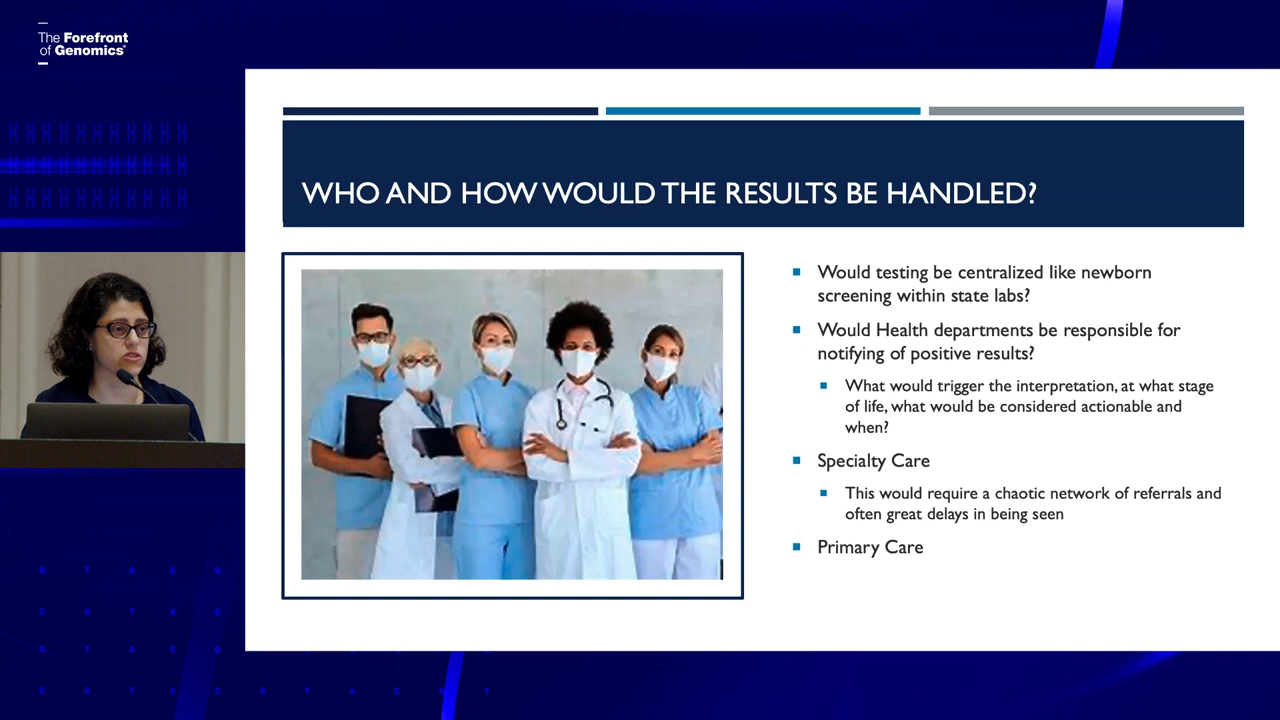 The Forefront
of Genomics®
WHO AND HOW WOULD THE RESULTS BE HANDLED?
Would testing be centralized like newborn
screening within state labs?
Would Health departments be responsible for
notifying of positive results?
What would trigger the interpretation, at what stage
of life, what would be considered actionable and
when?
Specialty Care
This would require a chaotic network of referrals and
often great delays in being seen
Primary Care